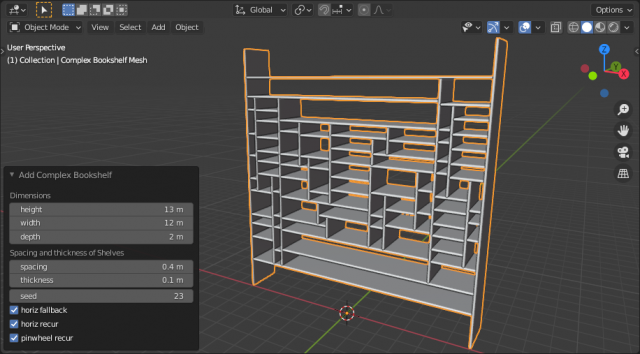 Global
Options
Object Mode
View
Select
Add
Object
User Perspective
(1) Collection | Complex Bookshelf Mesh
Z
Y
X
Add Complex Bookshelf
Dimensions
height 13 m
width 12 m
depth 2 m
Spacing and thickness of Shelves
spacing 0.4 m
thickness 0.1 m
seed 23
horiz fallback
horiz recur
pinwheel recur